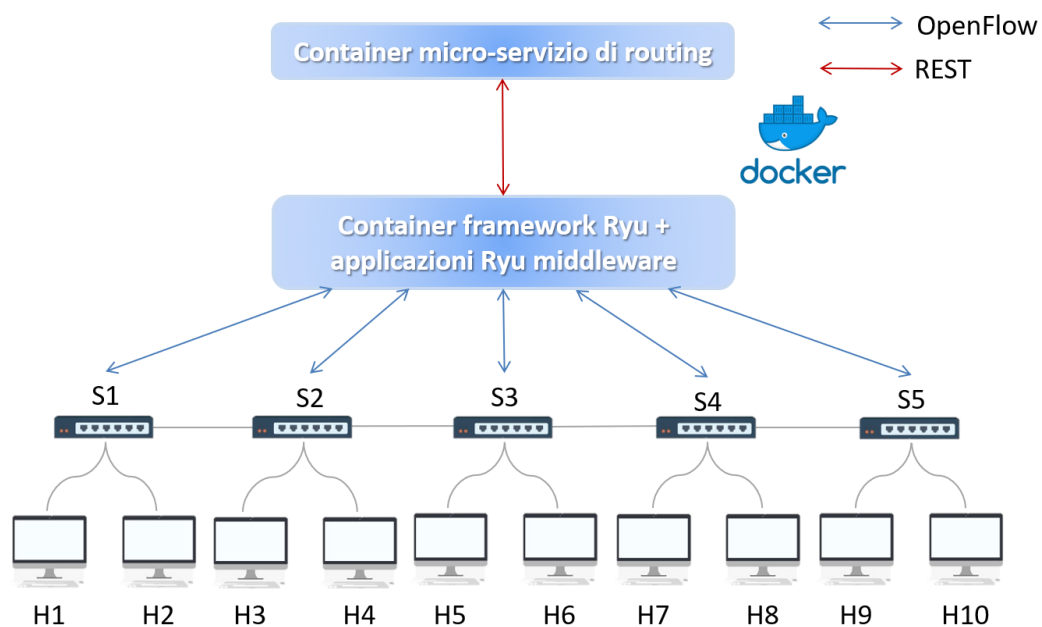 Container micro-servizio di routing
OpenFlow
REST
docker
Container framework Ryu +
applicazioni Ryu middleware
S1
S2
S3
S4
S5
H1
H2
H3
H4
H5
H6
H7
H8
H9
H10